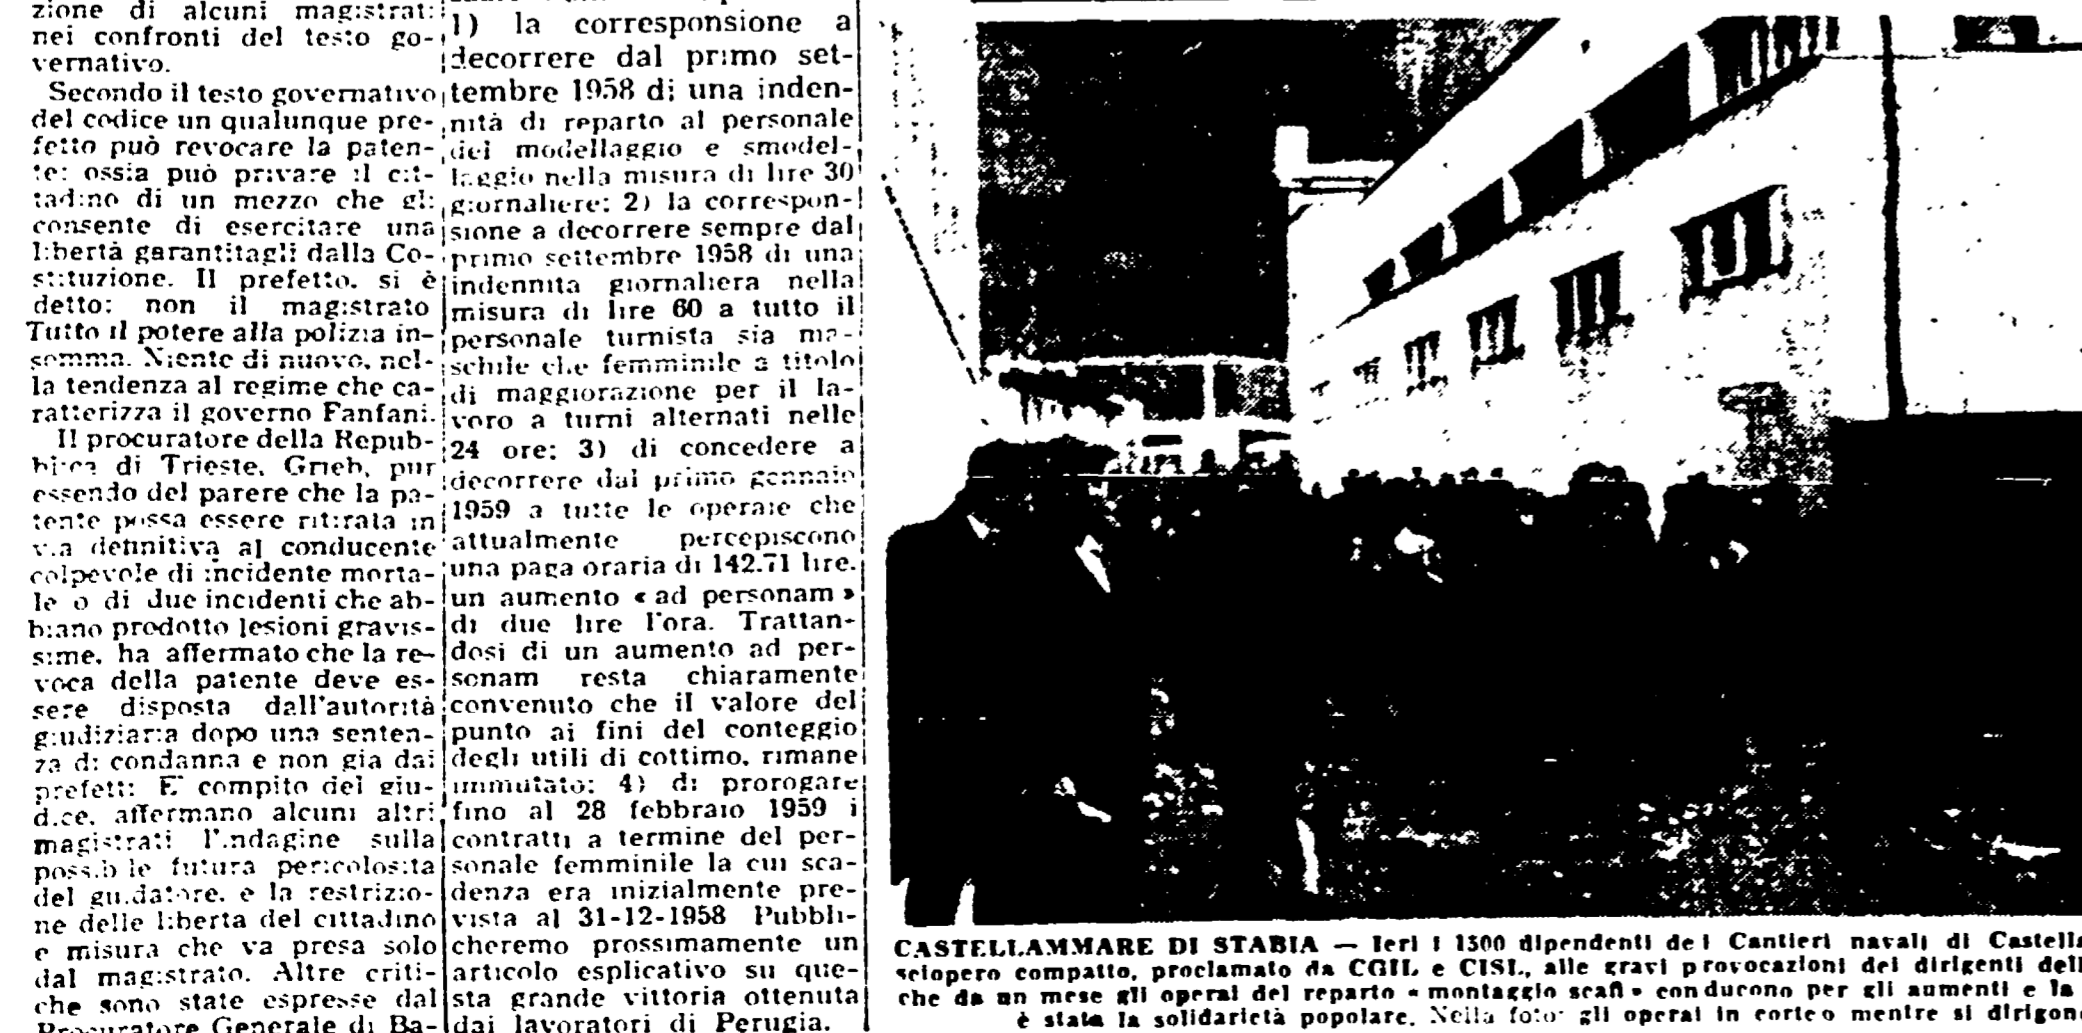 zione di alcuni magistrati
nei confronti del testo go-
vernativo.
Secondo il testo governativo
del codice un qualunque pre-
fetto può revocare la paten-
te: ossia può privare il cit-
tadino di un mezzo che gli
consente di esercitare una
libertà garantitagli dalla Co-
stituzione. Il prefetto, si è
detto: non il magistrato
Tutto il potere alla polizia in-
somma. Niente di nuovo, nel-
la tendenza al regime che ca-
ratterizza il governo Fanfani.
Il procuratore della Repub-
blica di Trieste, Grieb, pur
essendo del parere che la pa-
tente possa essere ritirata in
via definitiva al conducente
colpevole di incidente morta-
le o di due incidenti che ab-
biano prodotto lesioni gravis-
sime, ha affermato che la re-
voca della patente deve es-
sere disposta dall'autorità
giudiziaria dopo una senten-
za di condanna e non già dai
prefetti: E' compito del giu-
dice, affermano alcuni altri
magistrati l'indagine sulla
possibile futura pericolosità
del guidatore, e la restrizio-
ne delle libertà del cittadino
e misura che va presa solo
dal magistrato. Altre criti-
che sono state espresse dal
Procuratore Generale di Ba-
1) la corresponsione a
decorrere dal primo set-
tembre 1958 di una inden-
nità di reparto al personale
del modellaggio e smodel-
laggio nella misura di lire 30
giornaliere; 2) la correspon-
sione a decorrere sempre dal
primo settembre 1958 di una
indennità giornaliera nella
misura di lire 60 a tutto il
personale turnista sia ma-
schile che femminile a titolo
di maggiorazione per il la-
voro a turni alternati nelle
24 ore; 3) di concedere a
decorrere dal primo gennaio
1959 a tutte le operaie che
attualmente percepiscono
una paga oraria di 142.71 lire.
un aumento « ad personam »
di due lire l'ora. Trattan-
dosi di un aumento ad per-
sonam resta chiaramente
convenuto che il valore del
punto ai fini del conteggio
degli utili di cottimo, rimane
immutato; 4) di prorogare
fino al 28 febbraio 1959 i
contratti a termine del per-
sonale femminile la cui sca-
denza era inizialmente pre-
vista al 31-12-1958 Pubbli-
cheremo prossimamente un
articolo esplicativo su que-
sta grande vittoria ottenuta
dai lavoratori di Perugia.
CASTELLAMMARE DI STABIA — Ieri i 1500 dipendenti dei Cantieri navali di Castella
sciopero compatto, proclamato da CGIL e CISL, alle gravi provocazioni dei dirigenti dell
che da un mese gli operai del reparto « montaggio scafi » conducono per gli aumenti e la
è stata la solidarietà popolare. Nella foto: gli operai in corteo mentre si dirigono